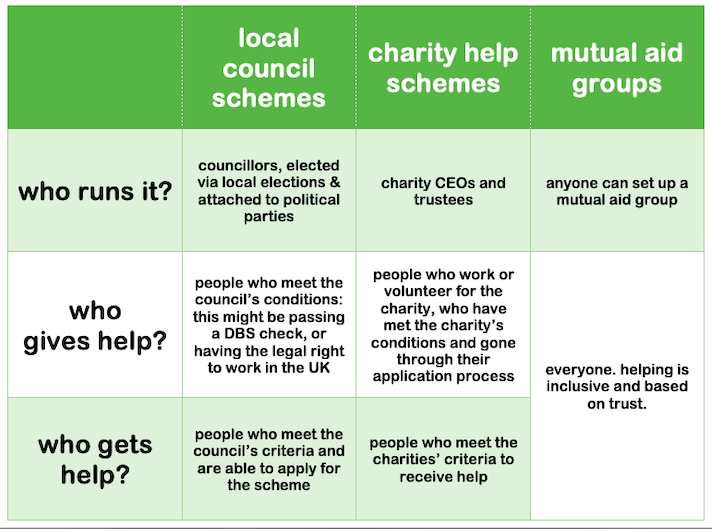 local
council
schemes
charity help
schemes
mutual aid
groups
who runs it?
councillors, elected
via local elections &
attached to political
parties
charity CEOs and
trustees
anyone can set up a
mutual aid group
who
gives help?
people who meet the
council's conditions:
this might be passing
a DBS check, or
having the legal right
to work in the UK
people who work or
volunteer for the
charity, who have
met the charity's
conditions and gone
through their
application process
everyone. helping is
inclusive and based
on trust.
who gets
help?
people who meet the
council's criteria and
are able to apply for
the scheme
people who meet the
charities' criteria to
receive help